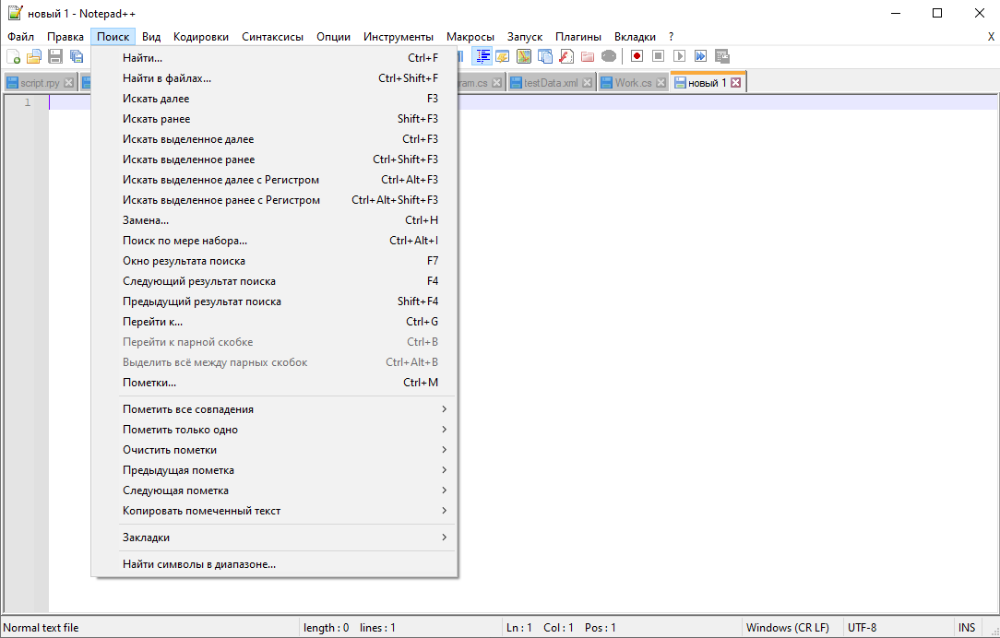 новый 1 - Notepad++
Файл Правка Поиск Вид Кодировки Синтаксисы Опции Инструменты Макросы Запуск Плагины Вкладки ? X
script.rpy testData.xml Work.cs новый 1
1
Найти... Ctrl+F
Найти в файлах... Ctrl+Shift+F
Искать далее F3
Искать ранее Shift+F3
Искать выделенное далее Ctrl+F3
Искать выделенное ранее Ctrl+Shift+F3
Искать выделенное далее с Регистром Ctrl+Alt+F3
Искать выделенное ранее с Регистром Ctrl+Alt+Shift+F3
Замена... Ctrl+H
Поиск по мере набора... Ctrl+Alt+I
Окно результата поиска F7
Следующий результат поиска F4
Предыдущий результат поиска Shift+F4
Перейти к... Ctrl+G
Перейти к парной скобке Ctrl+B
Выделить всё между парных скобок Ctrl+Alt+B
Пометки... Ctrl+M
Пометить все совпадения
Пометить только одно
Очистить пометки
Предыдущая пометка
Следующая пометка
Копировать помеченный текст
Закладки
Найти символы в диапазоне...
Normal text file length : 0 lines : 1 Ln : 1 Col : 1 Pos : 1 Windows (CR LF) UTF-8 INS